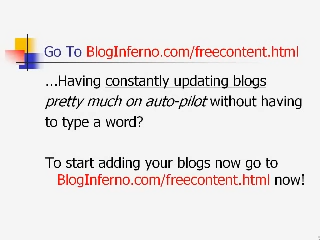 Go To BlogInferno.com/freecontent.html
...Having constantly updating blogs
pretty much on auto-pilot without having
to type a word?
To start adding your blogs now go to
BlogInferno.com/freecontent.html now!